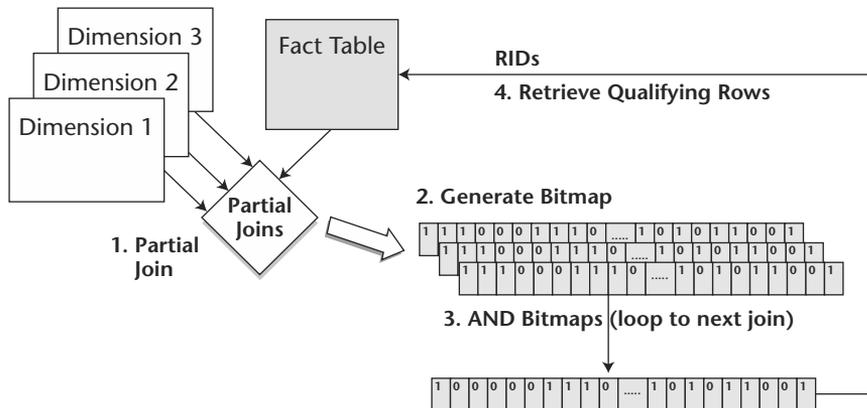 Dimension 3
Dimension 2
Dimension 1
Fact Table
RIDs
4. Retrieve Qualifying Rows
Partial
Joins
1. Partial
Join
2. Generate Bitmap
1 1 1 0 0 0 1 1 1 0 ..... 1 0 1 0 1 1 0 0 1
1 1 1 0 0 0 1 1 1 0 ..... 1 0 1 0 1 1 0 0 1
1 1 1 0 0 0 1 1 1 0 ..... 1 0 1 0 1 1 0 0 1
3. AND Bitmaps (loop to next join)
1 0 0 0 0 0 1 1 1 0 ..... 1 0 1 0 1 1 0 0 1